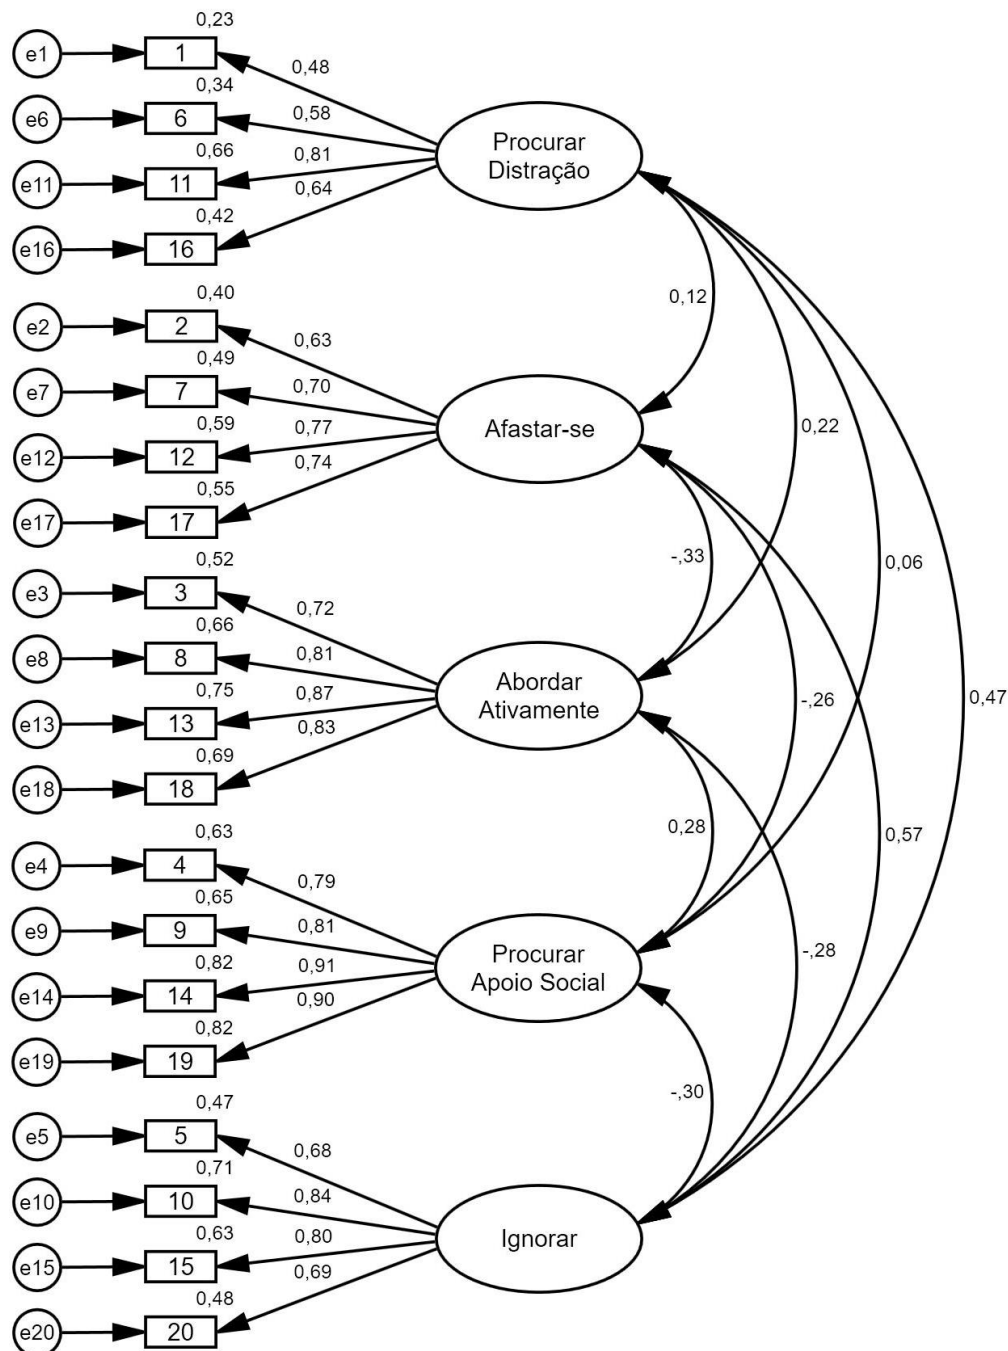 0,23
e1
1
0,48
0,34
e6
6
0,58
0,66
e11
11
0,81
0,64
0,42
e16
16
Procurar
Distração
0,12
0,40
e2
2
0,63
0,49
e7
7
0,70
0,59
e12
12
0,77
0,74
0,55
e17
17
Afastar-se
0,22
-,33
0,06
0,52
e3
3
0,72
0,66
e8
8
0,81
0,75
e13
13
0,87
0,83
0,69
e18
18
Abordar
Ativamente
-,26
0,47
0,28
0,57
0,63
e4
4
0,79
0,65
e9
9
0,81
0,82
e14
14
0,91
0,90
0,82
e19
19
Procurar
Apoio Social
-,28
-,30
0,47
e5
5
0,68
0,71
e10
10
0,84
0,63
e15
15
0,80
0,69
0,48
e20
20
Ignorar